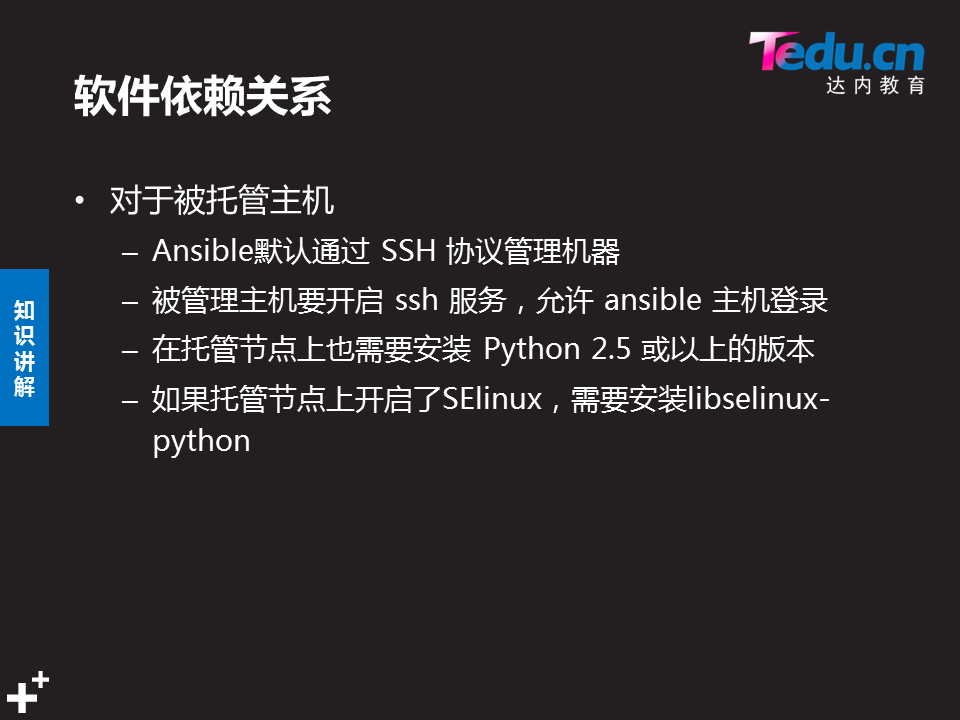 Tedu.cn
达内教育
软件依赖关系
• 对于被托管主机
– Ansible默认通过 SSH 协议管理机器
– 被管理主机要开启 ssh 服务，允许 ansible 主机登录
– 在托管节点上也需要安装 Python 2.5 或以上的版本
– 如果托管节点上开启了SElinux，需要安装libselinux-
python
知
识
讲
解